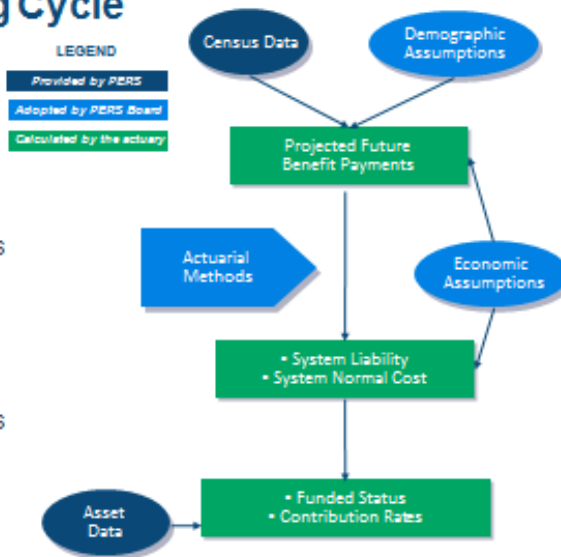 g Cycle
LEGEND
Provided by PERS
Adopted by PERS Board
Calculated by the actuary
Census Data
Demographic
Assumptions
Projected Future
Benefit Payments
s
Actuarial
Methods
Economic
Assumptions
▪ System Liability
▪ System Normal Cost
s
▪ Funded Status
▪ Contribution Rates
Asset
Data